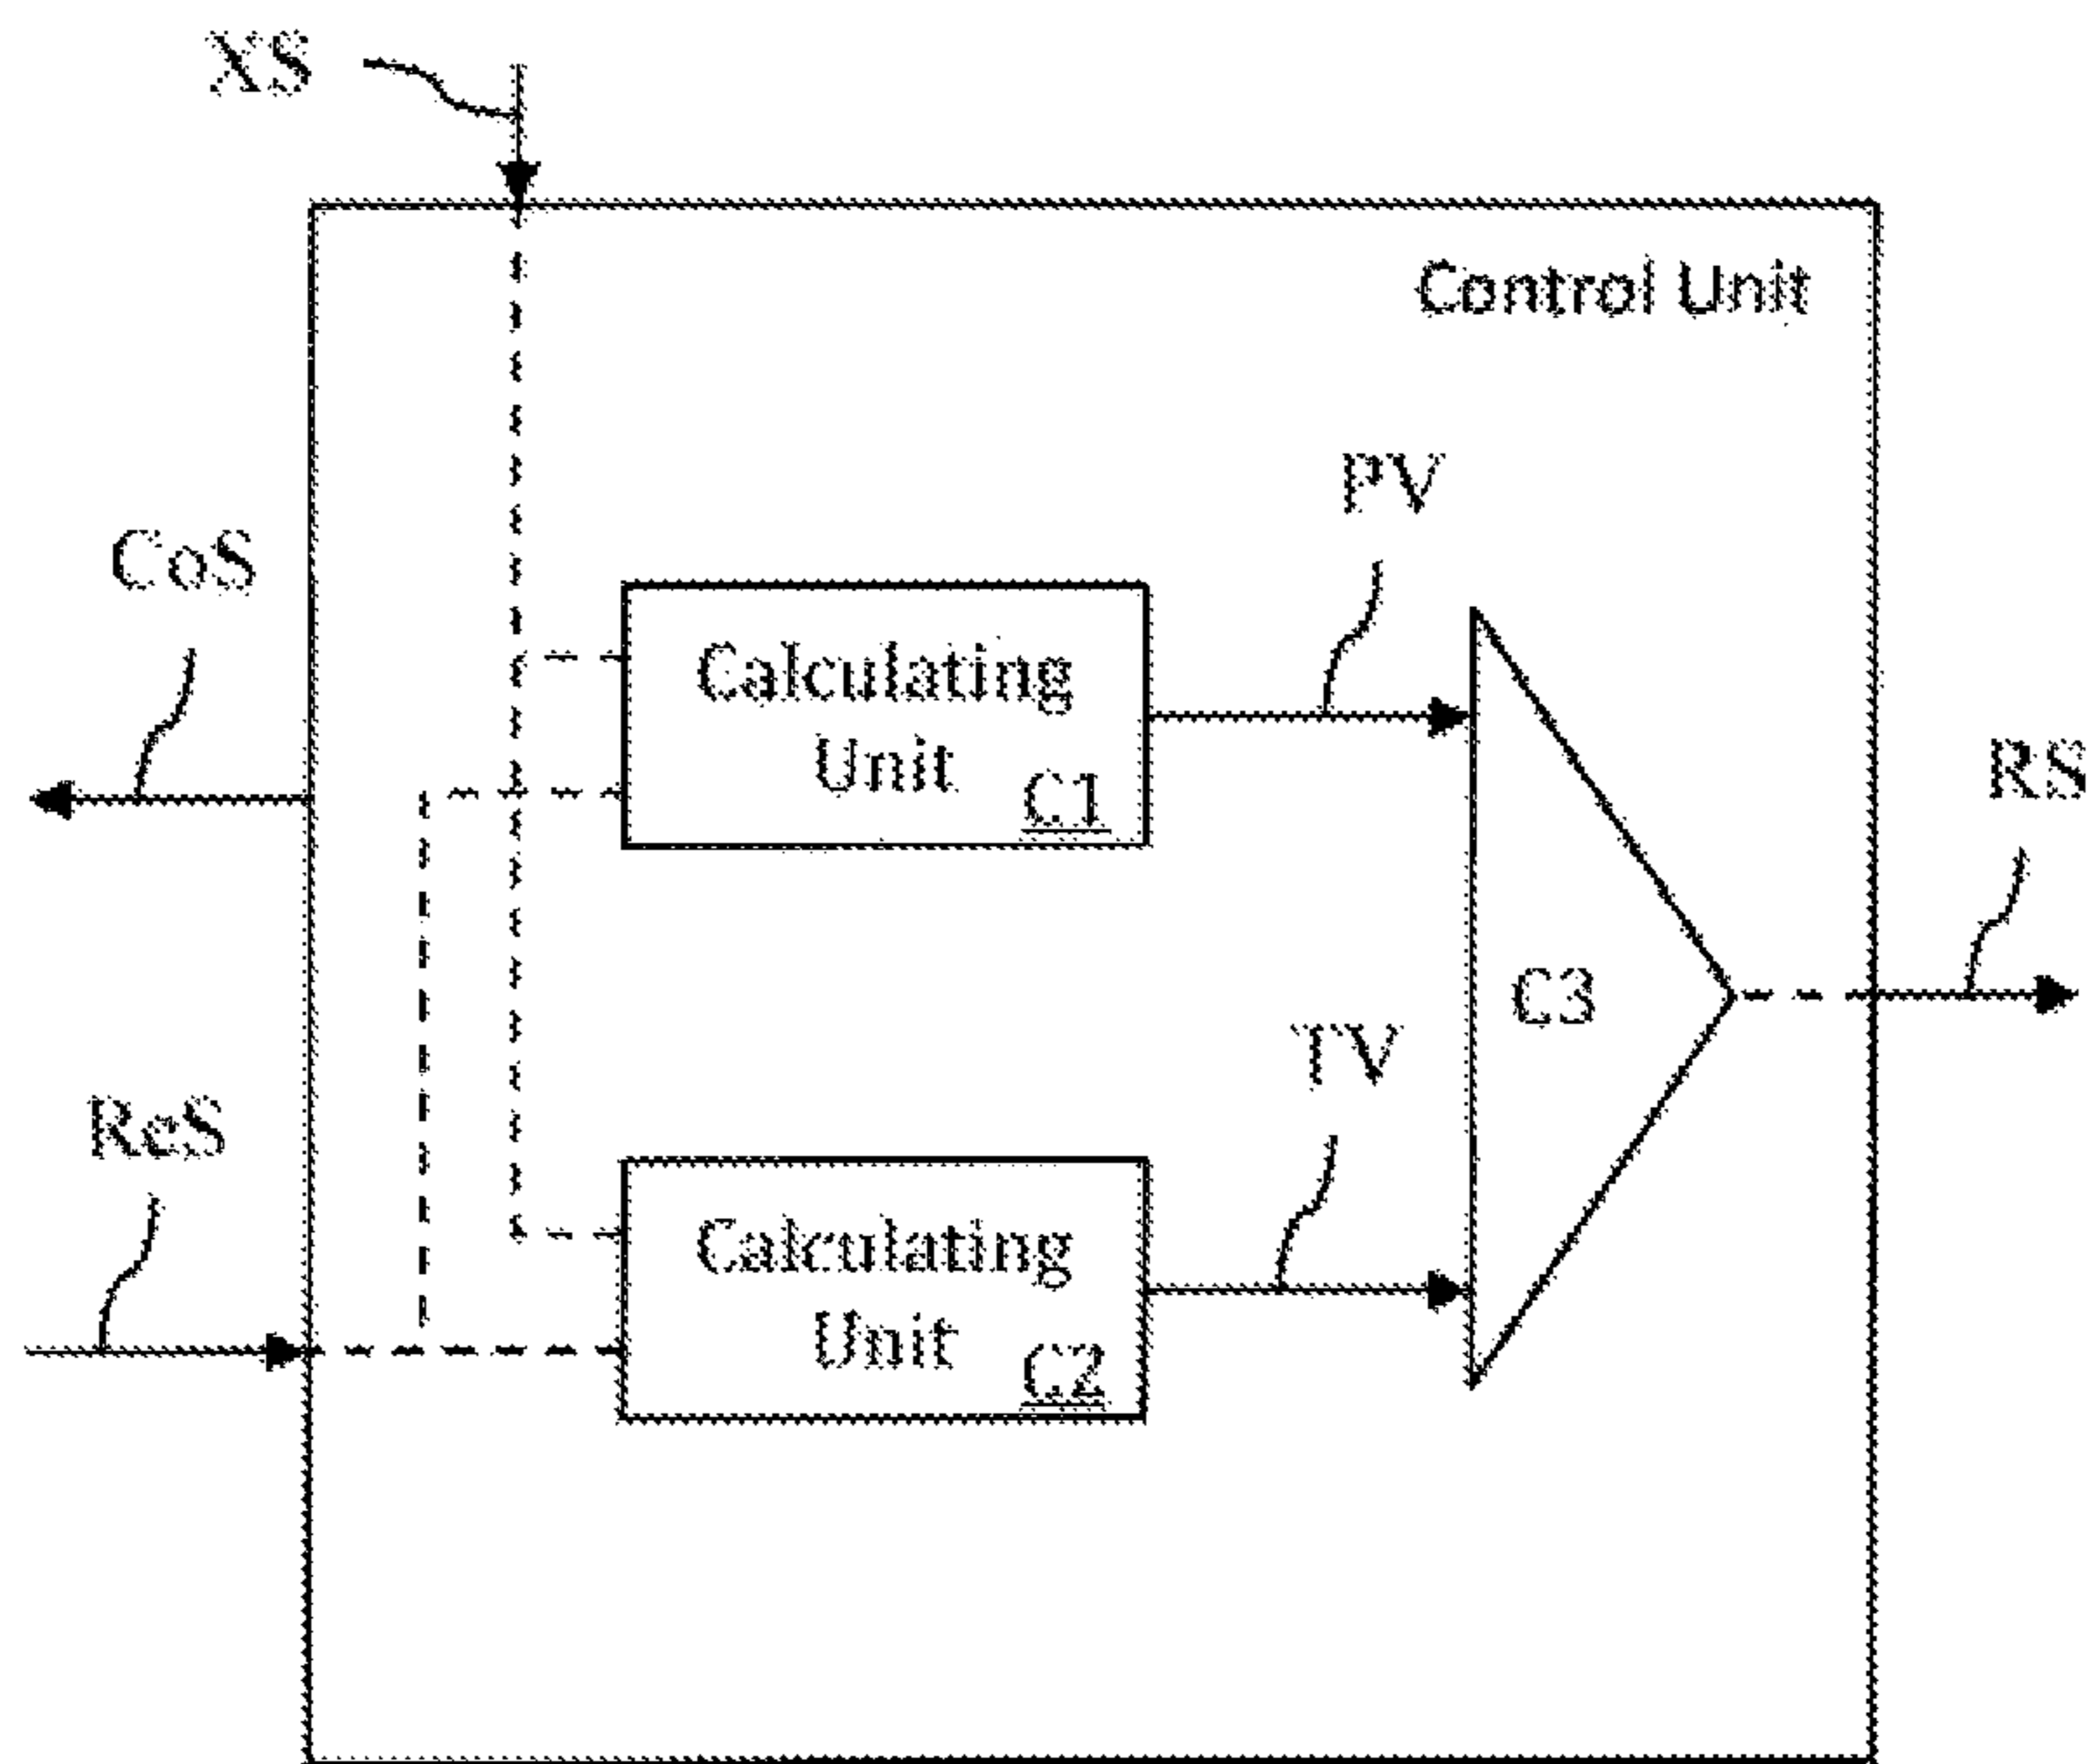 XS
Control Unit
PV
CoS
Calculating
Unit C1
RS
C3
TV
ReS
Calculating
Unit C2